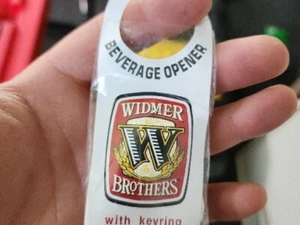 BEVERAGE OPENER
WIDMER
W
BROTHERS
with keyring